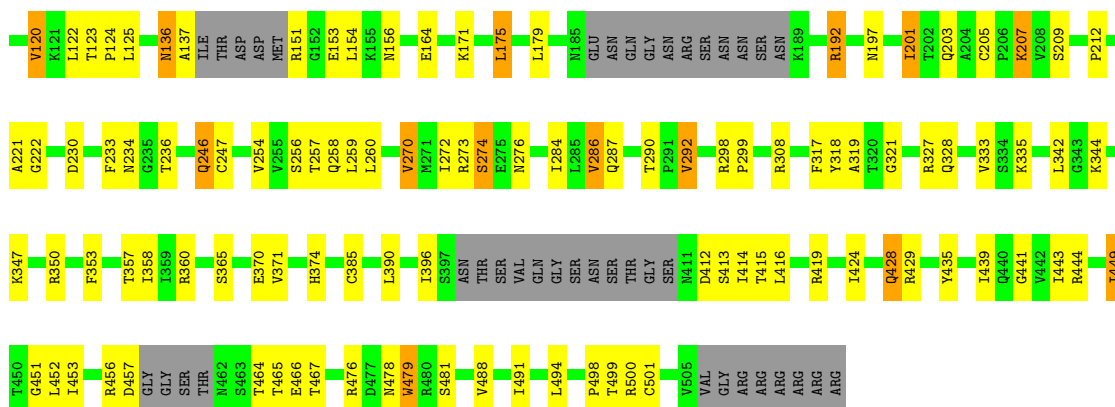 V120 K121 L122 T123 P124 L125 N136 A137 ILE THR ASP ASP MET R151 G152 E153 L154 K155 N156 E164 K171 L175 L179 N185 GLU ASN GLN GLY ASN ARG SER ASN ASN SER ASN K189 R192 N197 I201 T202 Q203 A204 C205 P206 K207 V208 S209 P212
A221 G222 D230 F233 N234 G235 T236 Q246 C247 V254 V255 S256 T257 Q258 L259 L260 V270 M271 I272 R273 S274 E275 N276 I284 L285 V286 Q287 T290 P291 V292 R298 P299 R308 F317 Y318 A319 T320 G321 R327 Q328 V333 S334 K335 L342 G343 K344
K347 R350 F353 T357 I358 I359 R360 S365 E370 V371 H374 C385 L390 I396 S397 ASN THR SER VAL GLN GLY SER ASN SER THR GLY SER N411 D412 S413 I414 T415 L416 R419 I424 Q428 R429 Y435 I439 Q440 G441 V442 I443 R444 I449
T450 G451 L452 I453 R456 D457 GLY GLY SER THR N462 S463 T464 T465 E466 T467 R476 D477 N478 W479 R480 S481 V488 I491 L494 P498 T499 R500 C501 V505 VAL GLY ARG ARG ARG ARG ARG ARG